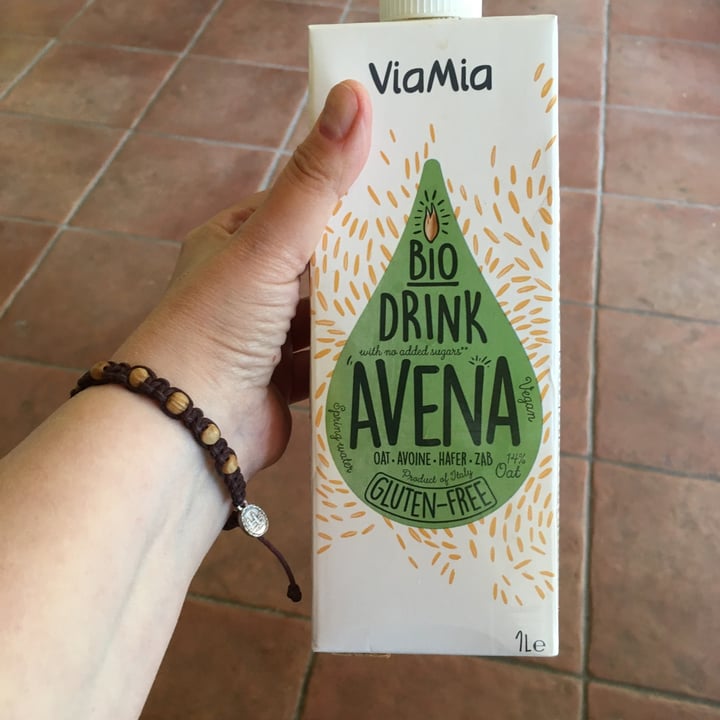 ViaMia
BIO
DRINK
with no added sugars**
AVENA
Vegan
Spring water
OAT • AVOINE • HAFER • ZAB
14%
Oat
Product of Italy
GLUTEN-FREE
1Le